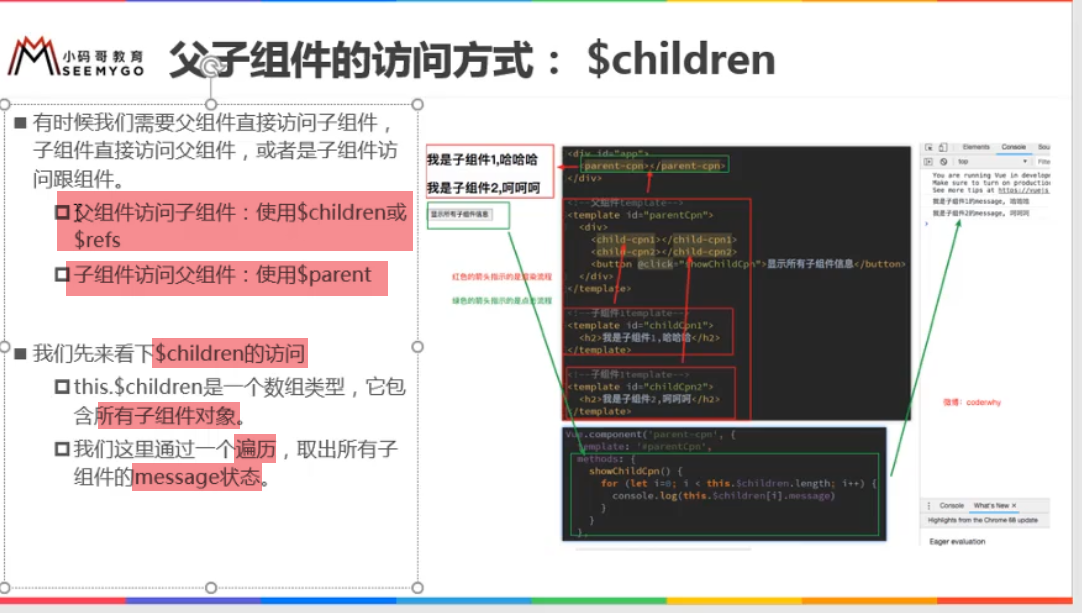 小码哥教育
SEEMYGO
父子组件的访问方式： $children
有时候我们需要父组件直接访问子组件，
子组件直接访问父组件，或者是子组件访
问跟组件。
父组件访问子组件：使用$children或
$refs
子组件访问父组件：使用$parent
我们先来看下$children的访问
this.$children是一个数组类型，它包
含所有子组件对象。
我们这里通过一个遍历，取出所有子
组件的message状态。
我是子组件1,哈哈哈
我是子组件2,呵呵呵
显示所有子组件信息
红色的箭头指示的是渲染流程
绿色的箭头指示的是点击流程
<div id="app">
<parent-cpn></parent-cpn>
</div>
<!--父组件template-->
<template id="parentCpn">
<div>
<child-cpn1></child-cpn1>
<child-cpn2></child-cpn2>
<button @click="showChildCpn">显示所有子组件信息</button>
</div>
</template>
<!--子组件1template-->
<template id="childCpn1">
<h2>我是子组件1,哈哈哈</h2>
</template>
<!--子组件1template-->
<template id="childCpn2">
<h2>我是子组件2,呵呵呵</h2>
</template>
Vue.component('parent-cpn', {
template: '#parentCpn',
methods: {
showChildCpn() {
for (let i=0; i < this.$children.length; i++) {
console.log(this.$children[i].message)
}
}
},
Elements Console Sou
top Filte
You are running Vue in develop
Make sure to turn on production
See more tips at https://vuejs
我是子组件1的message, 哈哈哈
我是子组件2的message, 呵呵呵
微博：coderwhy
Console What's New ×
Highlights from the Chrome 68 update
Eager evaluation